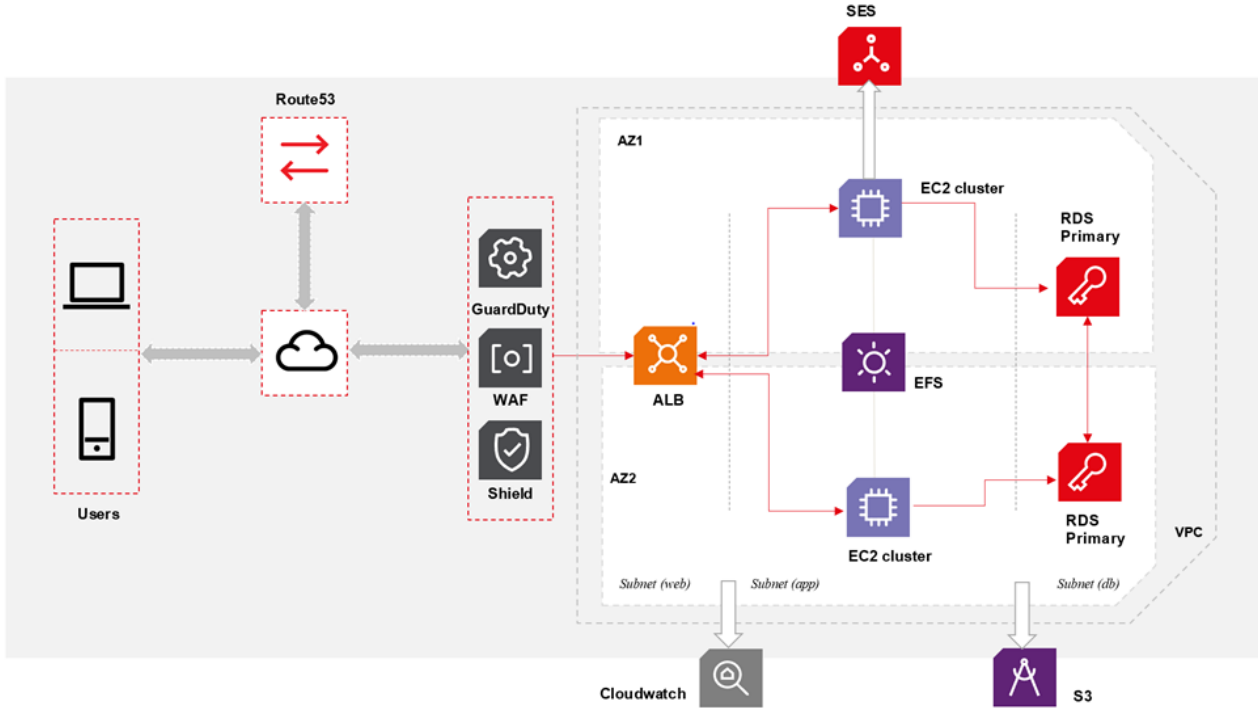 SES
Route53
AZ1
EC2 cluster
RDS
Primary
GuardDuty
WAF
ALB
EFS
AZ2
Shield
Users
RDS
Primary
VPC
EC2 cluster
Subnet (web)
Subnet (app)
Subnet (db)
Cloudwatch
S3